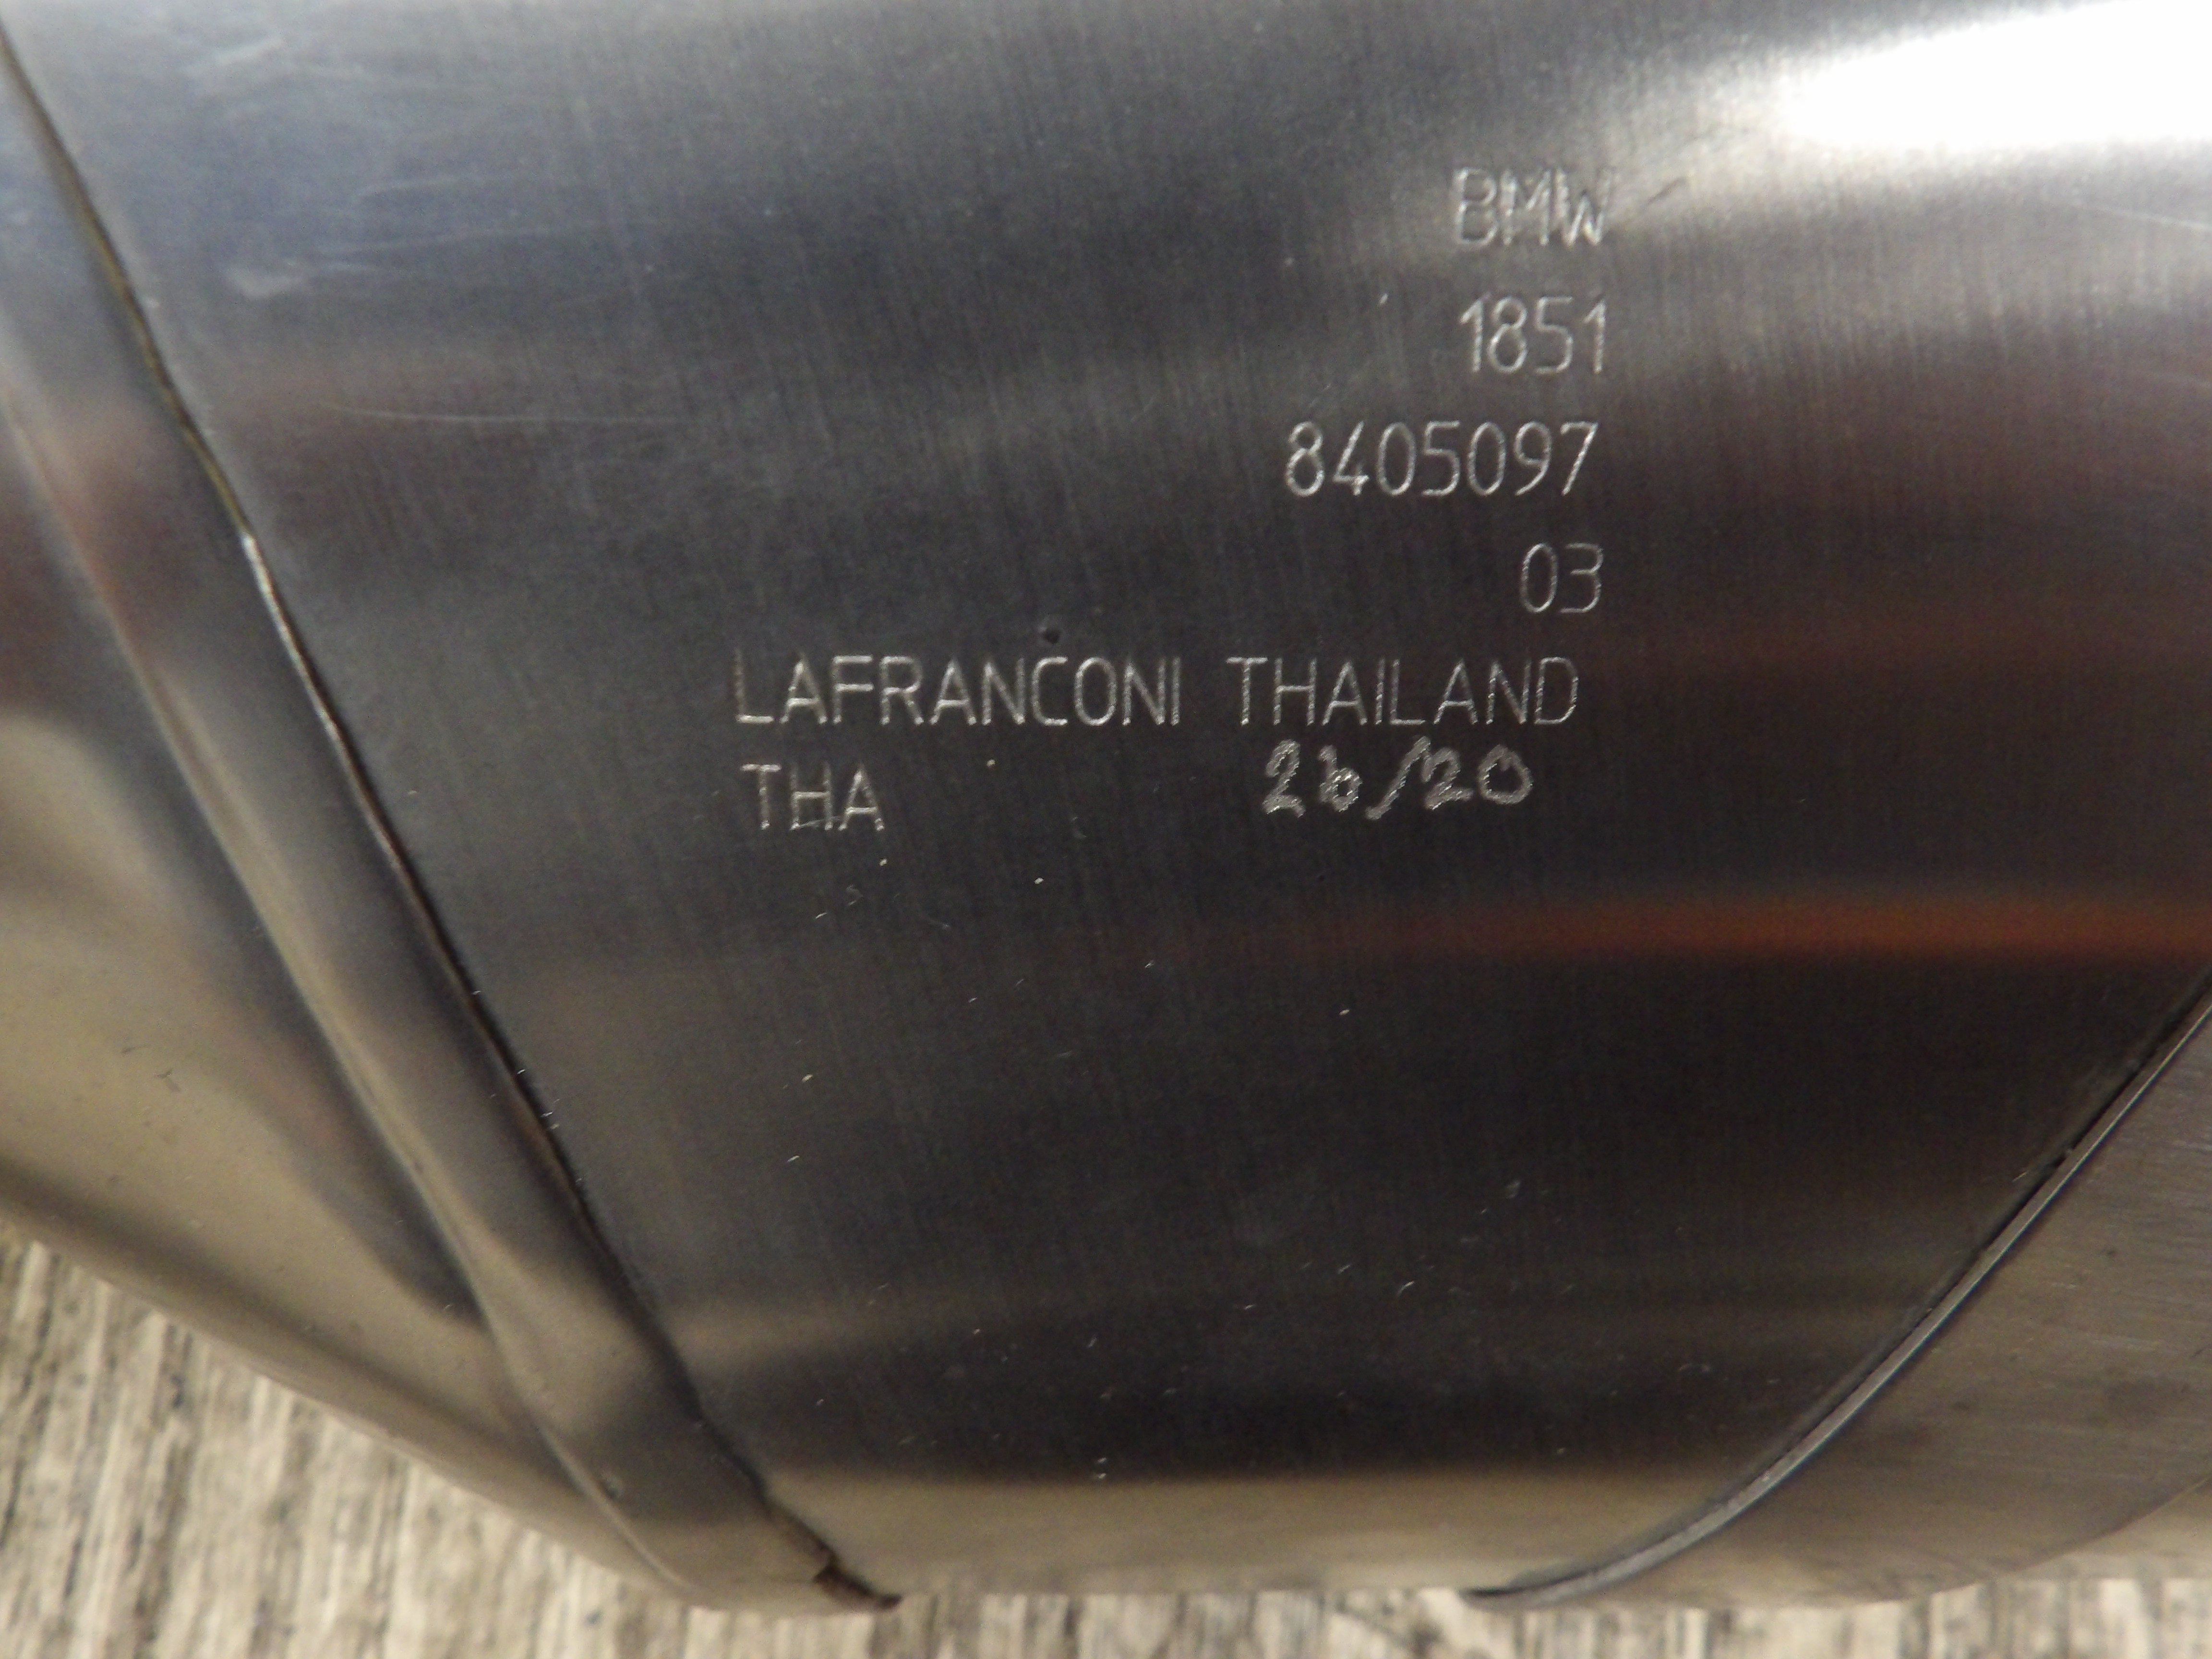 BMW
1851
8405097
03
LAFRANCONI THAILAND
THA 26/20